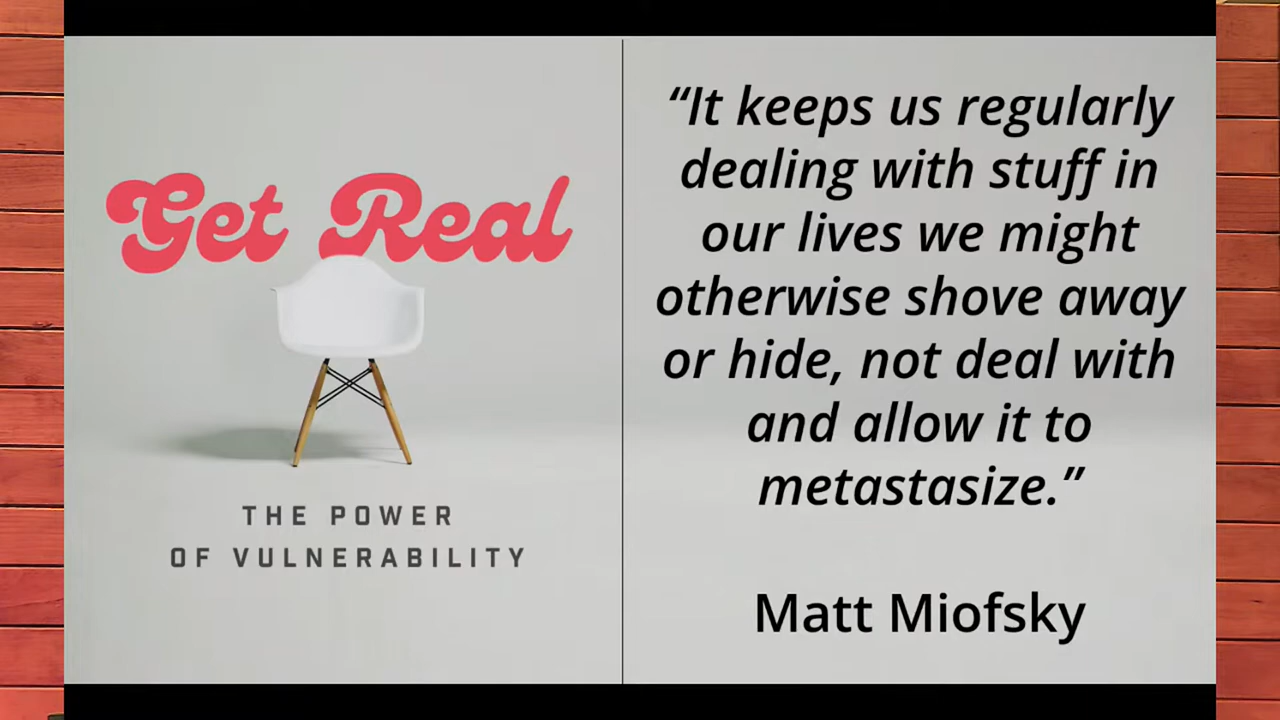 Get Real
THE POWER
OF VULNERABILITY
“It keeps us regularly
dealing with stuff in
our lives we might
otherwise shove away
or hide, not deal with
and allow it to
metastasize.”
Matt Miofsky